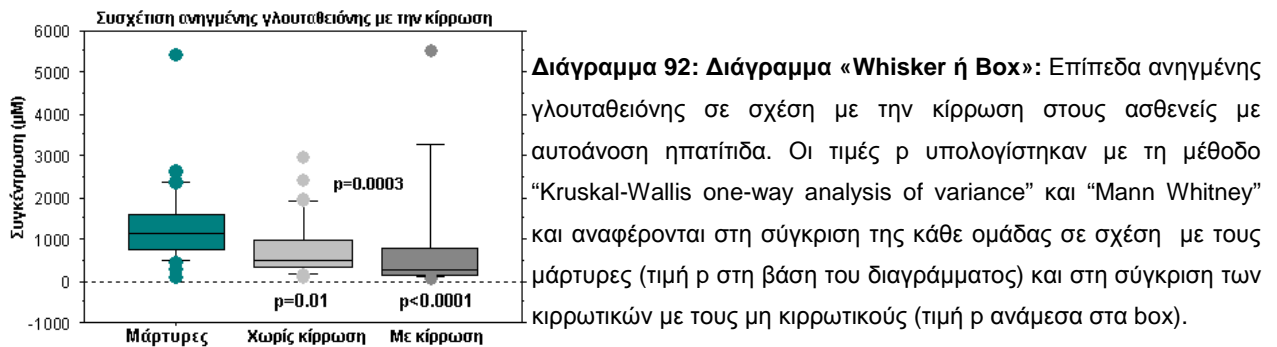 Συσχέτιση ανηγμένης γλουταθειόνης με την κίρρωση
Συγκέντρωση (μM)
6000
5000
4000
3000
2000
1000
0
-1000
p=0.0003
p=0.01
p<0.0001
Μάρτυρες
Χωρίς κίρρωση
Με κίρρωση
Διάγραμμα 92: Διάγραμμα «Whisker ή Box»: Επίπεδα ανηγμένης
γλουταθειόνης σε σχέση με την κίρρωση στους ασθενείς με
αυτοάνοση ηπατίτιδα. Οι τιμές p υπολογίστηκαν με τη μέθοδο
“Kruskal-Wallis one-way analysis of variance” και “Mann Whitney”
και αναφέρονται στη σύγκριση της κάθε ομάδας σε σχέση με τους
μάρτυρες (τιμή p στη βάση του διαγράμματος) και στη σύγκριση των
κιρρωτικών με τους μη κιρρωτικούς (τιμή p ανάμεσα στα box).